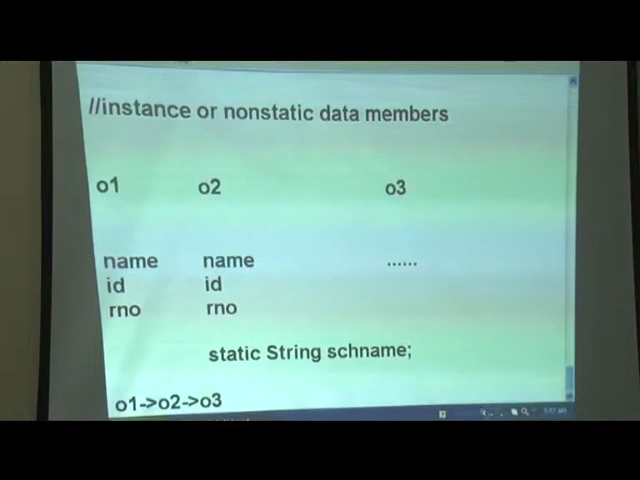 //instance or nonstatic data members
o1 o2 o3
name name ......
id id
rno rno
static String schname;
o1->o2->o3